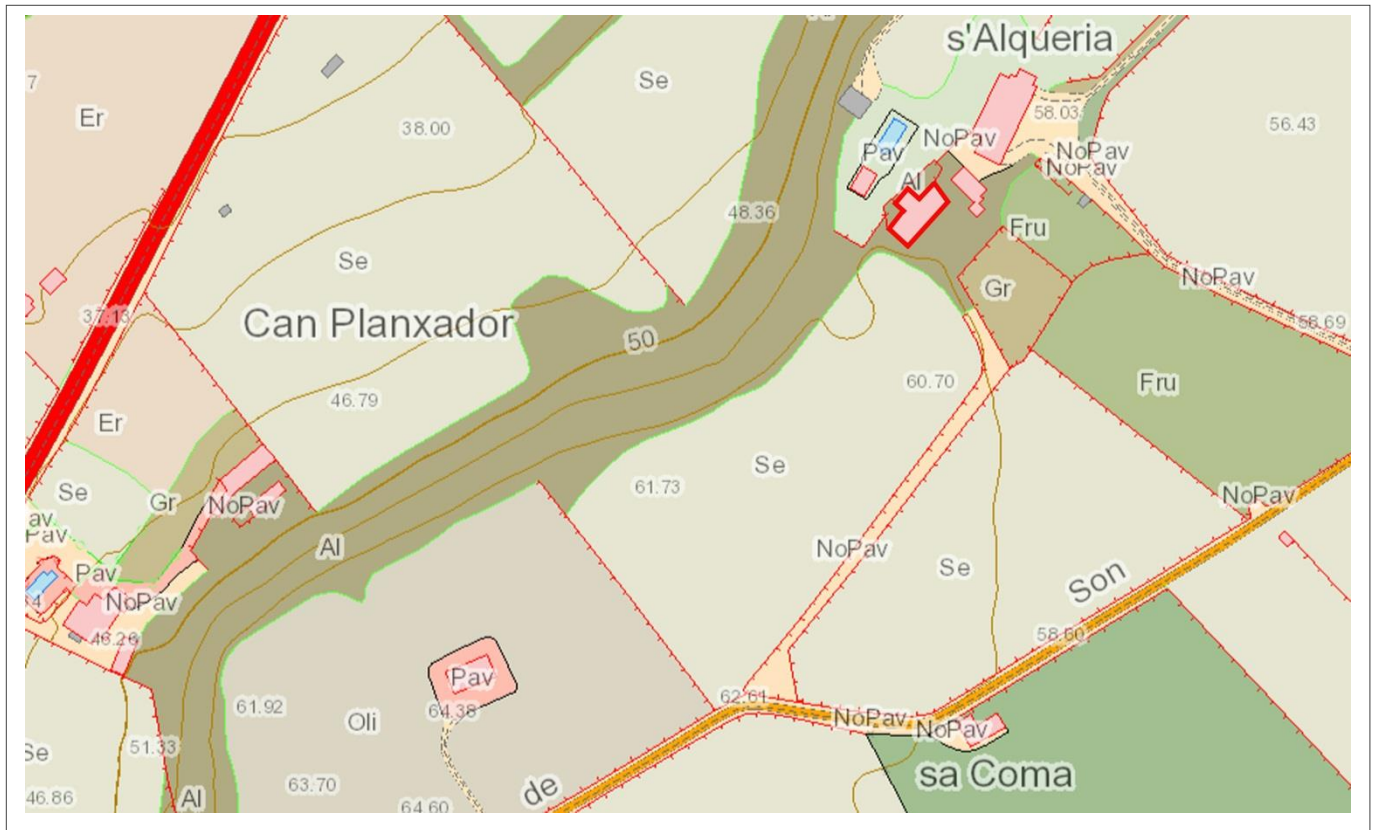 s'Alqueria
Se
7
Er
38.00
58.03
56.43
NoPav
Pav
NoPav
NoPav
Al
48.36
Fru
Se
NoPav
Gr
37.13
Can Planxador
50
58.69
60.70
Fru
46.79
Er
Se
61.73
Se
Gr
NoPav
NoPav
av
Pav
Al
NoPav
Pav
Se
Son
4
NoPav
46.26
58.60
Pav
62.61
61.92
64.38
Oli
NoPav
NoPav
Se
51.33
sa Coma
63.70
de
46.86
Al
64.60